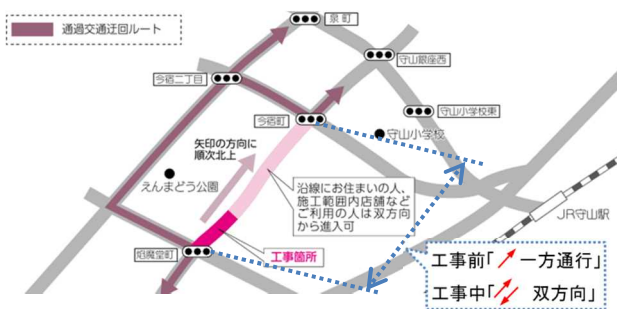 通過交通迂回ルート
泉町
守山銀座西
今宿二丁目
守山小学校東
今宿町
守山小学校
矢印の方向に
順次北上
えんまどう公園
沿線にお住まいの人、
施工範囲内店舗など
ご利用の人は双方向
から進入可
JR守山駅
焔魔堂町
工事箇所
工事前「一方通行」
工事中「双方向」